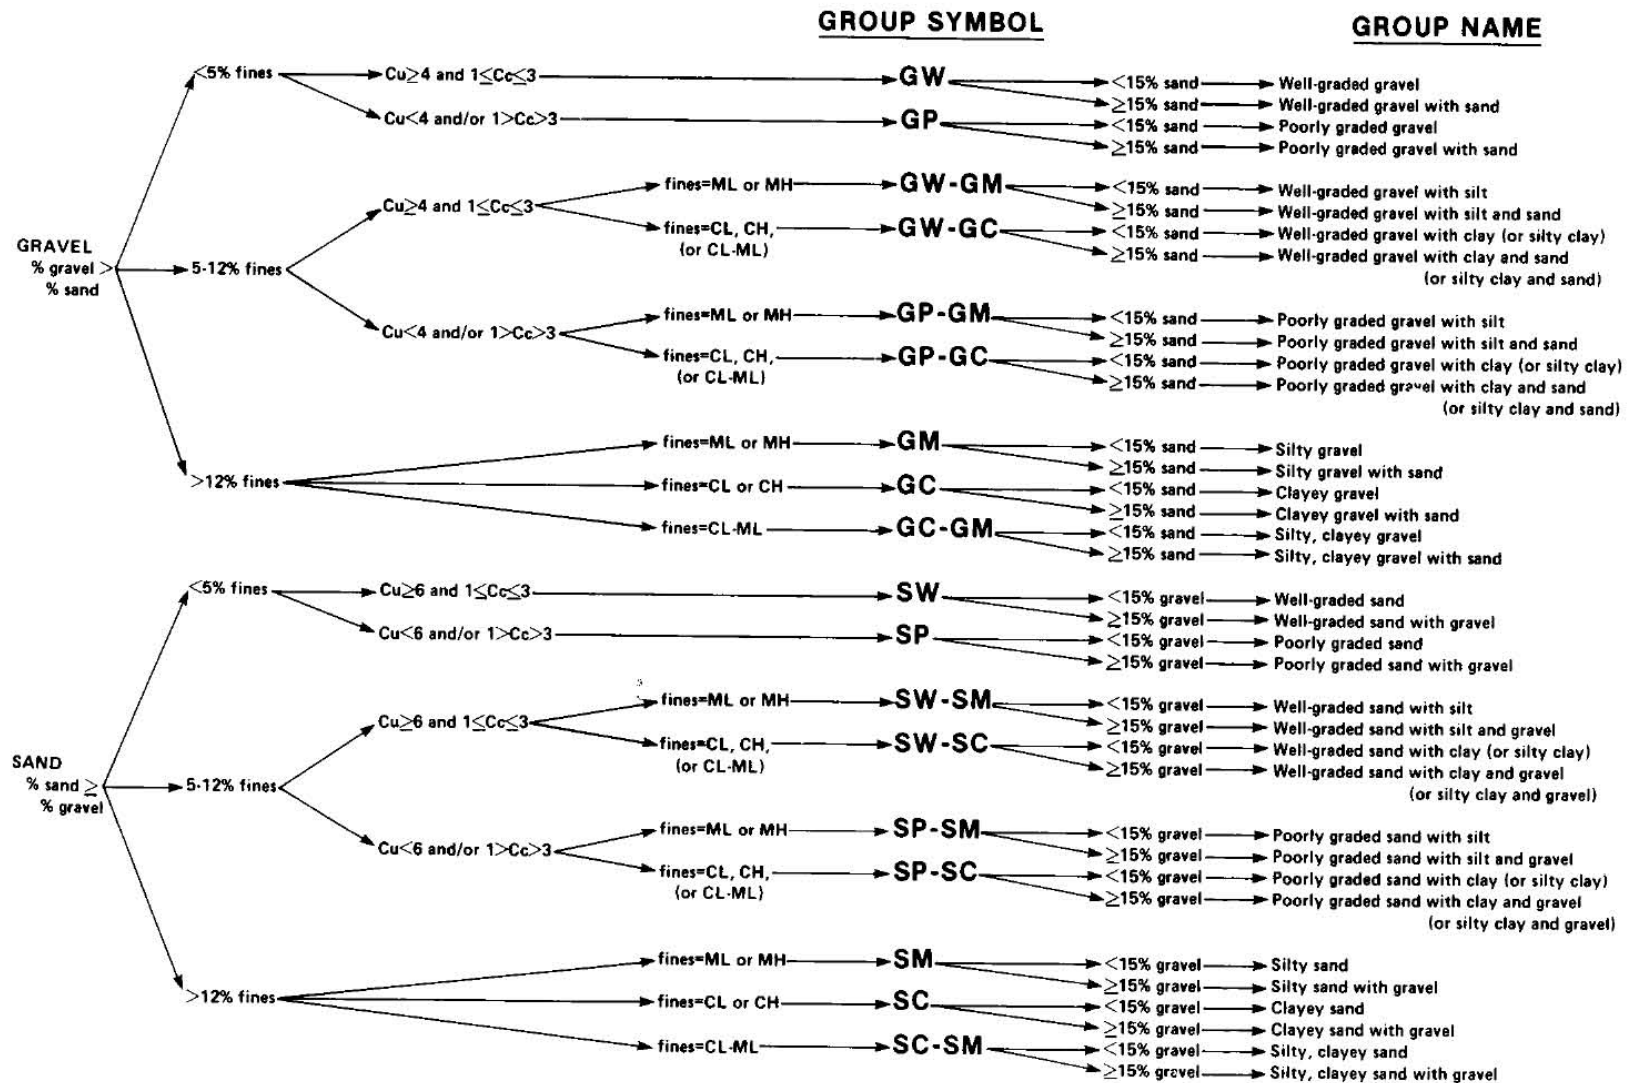 GROUP SYMBOL
GROUP NAME
<5% fines
Cu≥4 and 1≤Cc≤3
GW
<15% sand
Well-graded gravel
≥15% sand
Well-graded gravel with sand
Cu<4 and/or 1>Cc>3
GP
<15% sand
Poorly graded gravel
≥15% sand
Poorly graded gravel with sand
GRAVEL
% gravel >
% sand
5-12% fines
Cu≥4 and 1≤Cc≤3
fines=ML or MH
GW-GM
<15% sand
Well-graded gravel with silt
≥15% sand
Well-graded gravel with silt and sand
fines=CL, CH,
(or CL-ML)
GW-GC
<15% sand
Well-graded gravel with clay (or silty clay)
≥15% sand
Well-graded gravel with clay and sand
(or silty clay and sand)
Cu<4 and/or 1>Cc>3
fines=ML or MH
GP-GM
<15% sand
Poorly graded gravel with silt
≥15% sand
Poorly graded gravel with silt and sand
fines=CL, CH,
(or CL-ML)
GP-GC
<15% sand
Poorly graded gravel with clay (or silty clay)
≥15% sand
Poorly graded gravel with clay and sand
(or silty clay and sand)
>12% fines
fines=ML or MH
GM
<15% sand
Silty gravel
≥15% sand
Silty gravel with sand
fines=CL or CH
GC
<15% sand
Clayey gravel
≥15% sand
Clayey gravel with sand
fines=CL-ML
GC-GM
<15% sand
Silty, clayey gravel
≥15% sand
Silty, clayey gravel with sand
<5% fines
Cu≥6 and 1≤Cc≤3
SW
<15% gravel
Well-graded sand
≥15% gravel
Well-graded sand with gravel
Cu<6 and/or 1>Cc>3
SP
<15% gravel
Poorly graded sand
≥15% gravel
Poorly graded sand with gravel
SAND
% sand ≥
% gravel
5-12% fines
Cu≥6 and 1≤Cc≤3
fines=ML or MH
SW-SM
<15% gravel
Well-graded sand with silt
≥15% gravel
Well-graded sand with silt and gravel
fines=CL, CH,
(or CL-ML)
SW-SC
<15% gravel
Well-graded sand with clay (or silty clay)
≥15% gravel
Well-graded sand with clay and gravel
(or silty clay and gravel)
Cu<6 and/or 1>Cc>3
fines=ML or MH
SP-SM
<15% gravel
Poorly graded sand with silt
≥15% gravel
Poorly graded sand with silt and gravel
fines=CL, CH,
(or CL-ML)
SP-SC
<15% gravel
Poorly graded sand with clay (or silty clay)
≥15% gravel
Poorly graded sand with clay and gravel
(or silty clay and gravel)
>12% fines
fines=ML or MH
SM
<15% gravel
Silty sand
≥15% gravel
Silty sand with gravel
fines=CL or CH
SC
<15% gravel
Clayey sand
≥15% gravel
Clayey sand with gravel
fines=CL-ML
SC-SM
<15% gravel
Silty, clayey sand
≥15% gravel
Silty, clayey sand with gravel